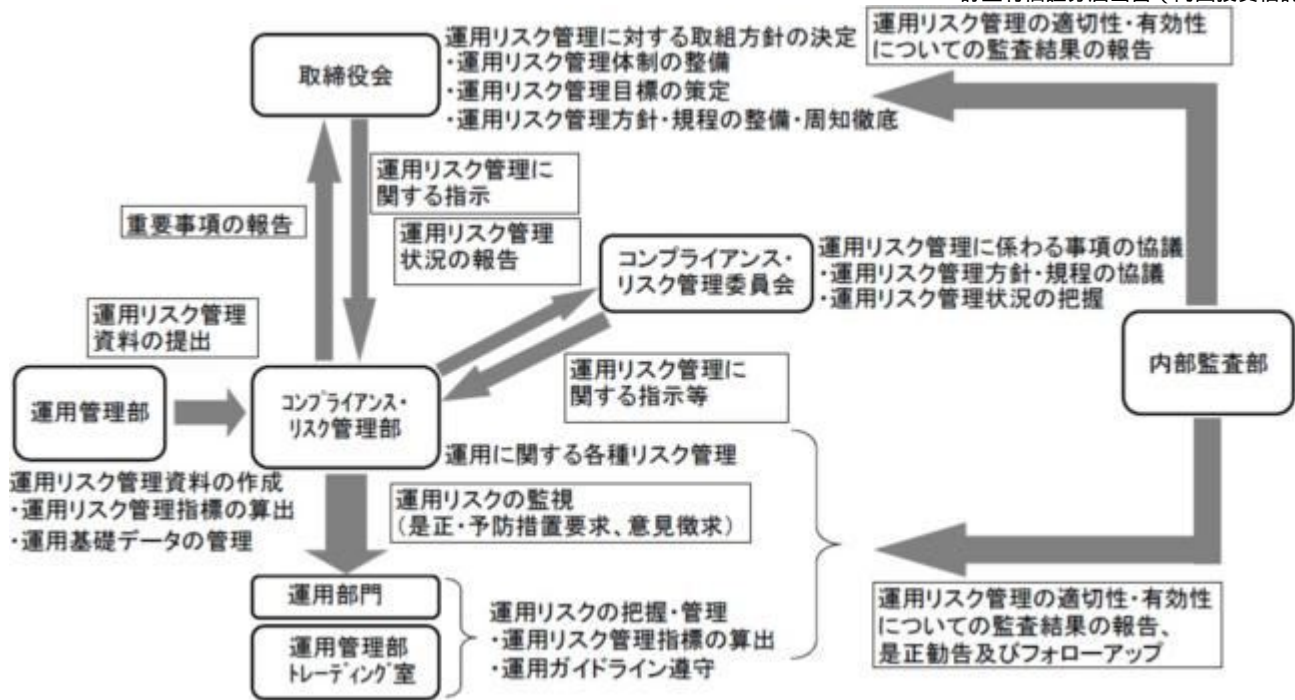 運用リスク管理に対する取組方針の決定
・運用リスク管理体制の整備
・運用リスク管理目標の策定
・運用リスク管理方針・規程の整備・周知徹底
取締役会
運用リスク管理の適切性・有効性
についての監査結果の報告
運用リスク管理に
関する指示
重要事項の報告
運用リスク管理
状況の報告
コンプライアンス・
リスク管理委員会
運用リスク管理に係わる事項の協議
・運用リスク管理方針・規程の協議
・運用リスク管理状況の把握
運用リスク管理
資料の提出
内部監査部
運用管理部
コンプライアンス・
リスク管理部
運用リスク管理に
関する指示等
運用に関する各種リスク管理
運用リスク管理資料の作成
・運用リスク管理指標の算出
・運用基礎データの管理
運用リスクの監視
（是正・予防措置要求、意見徴求）
運用部門
運用管理部
トレーディング室
運用リスクの把握・管理
・運用リスク管理指標の算出
・運用ガイドライン遵守
運用リスク管理の適切性・有効性
についての監査結果の報告、
是正勧告及びフォローアップ